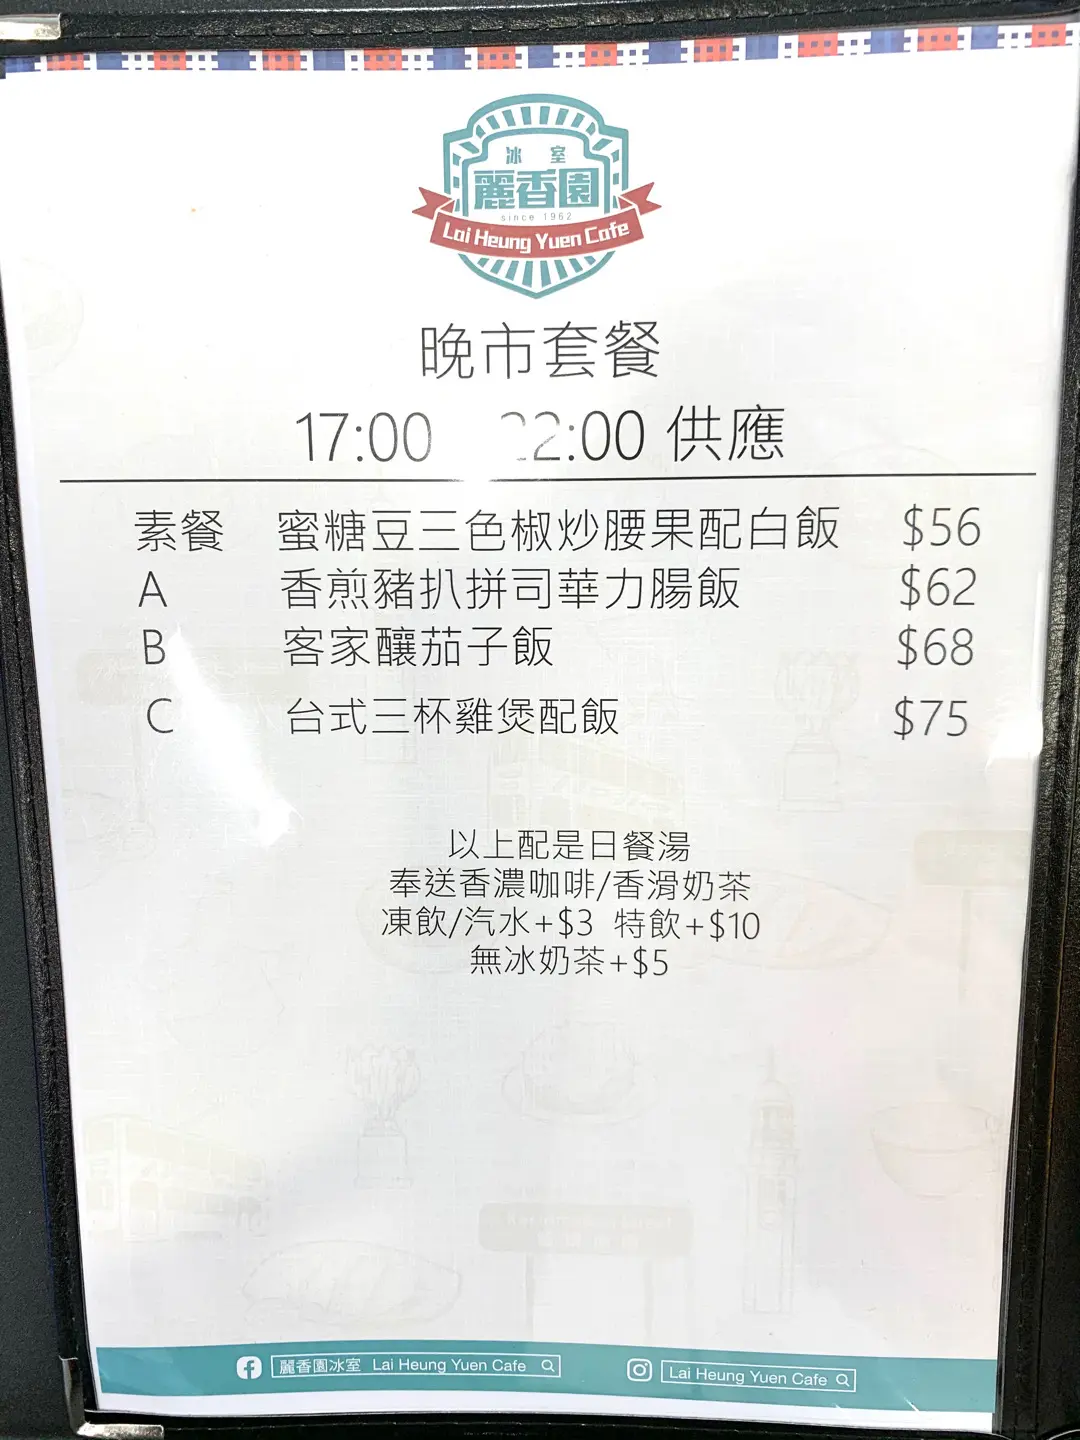 冰室
麗香園
since 1962
Lai Heung Yuen Cafe
晚市套餐
17:00 22:00 供應
素餐 蜜糖豆三色椒炒腰果配白飯 $56
A 香煎豬扒拼司華力腸飯 $62
B 客家釀茄子飯 $68
C 台式三杯雞煲配飯 $75
以上配是日餐湯
奉送香濃咖啡/香滑奶茶
凍飲/汽水+$3 特飲+$10
無冰奶茶+$5
麗香園冰室 Lai Heung Yuen Cafe
Lai Heung Yuen Cafe